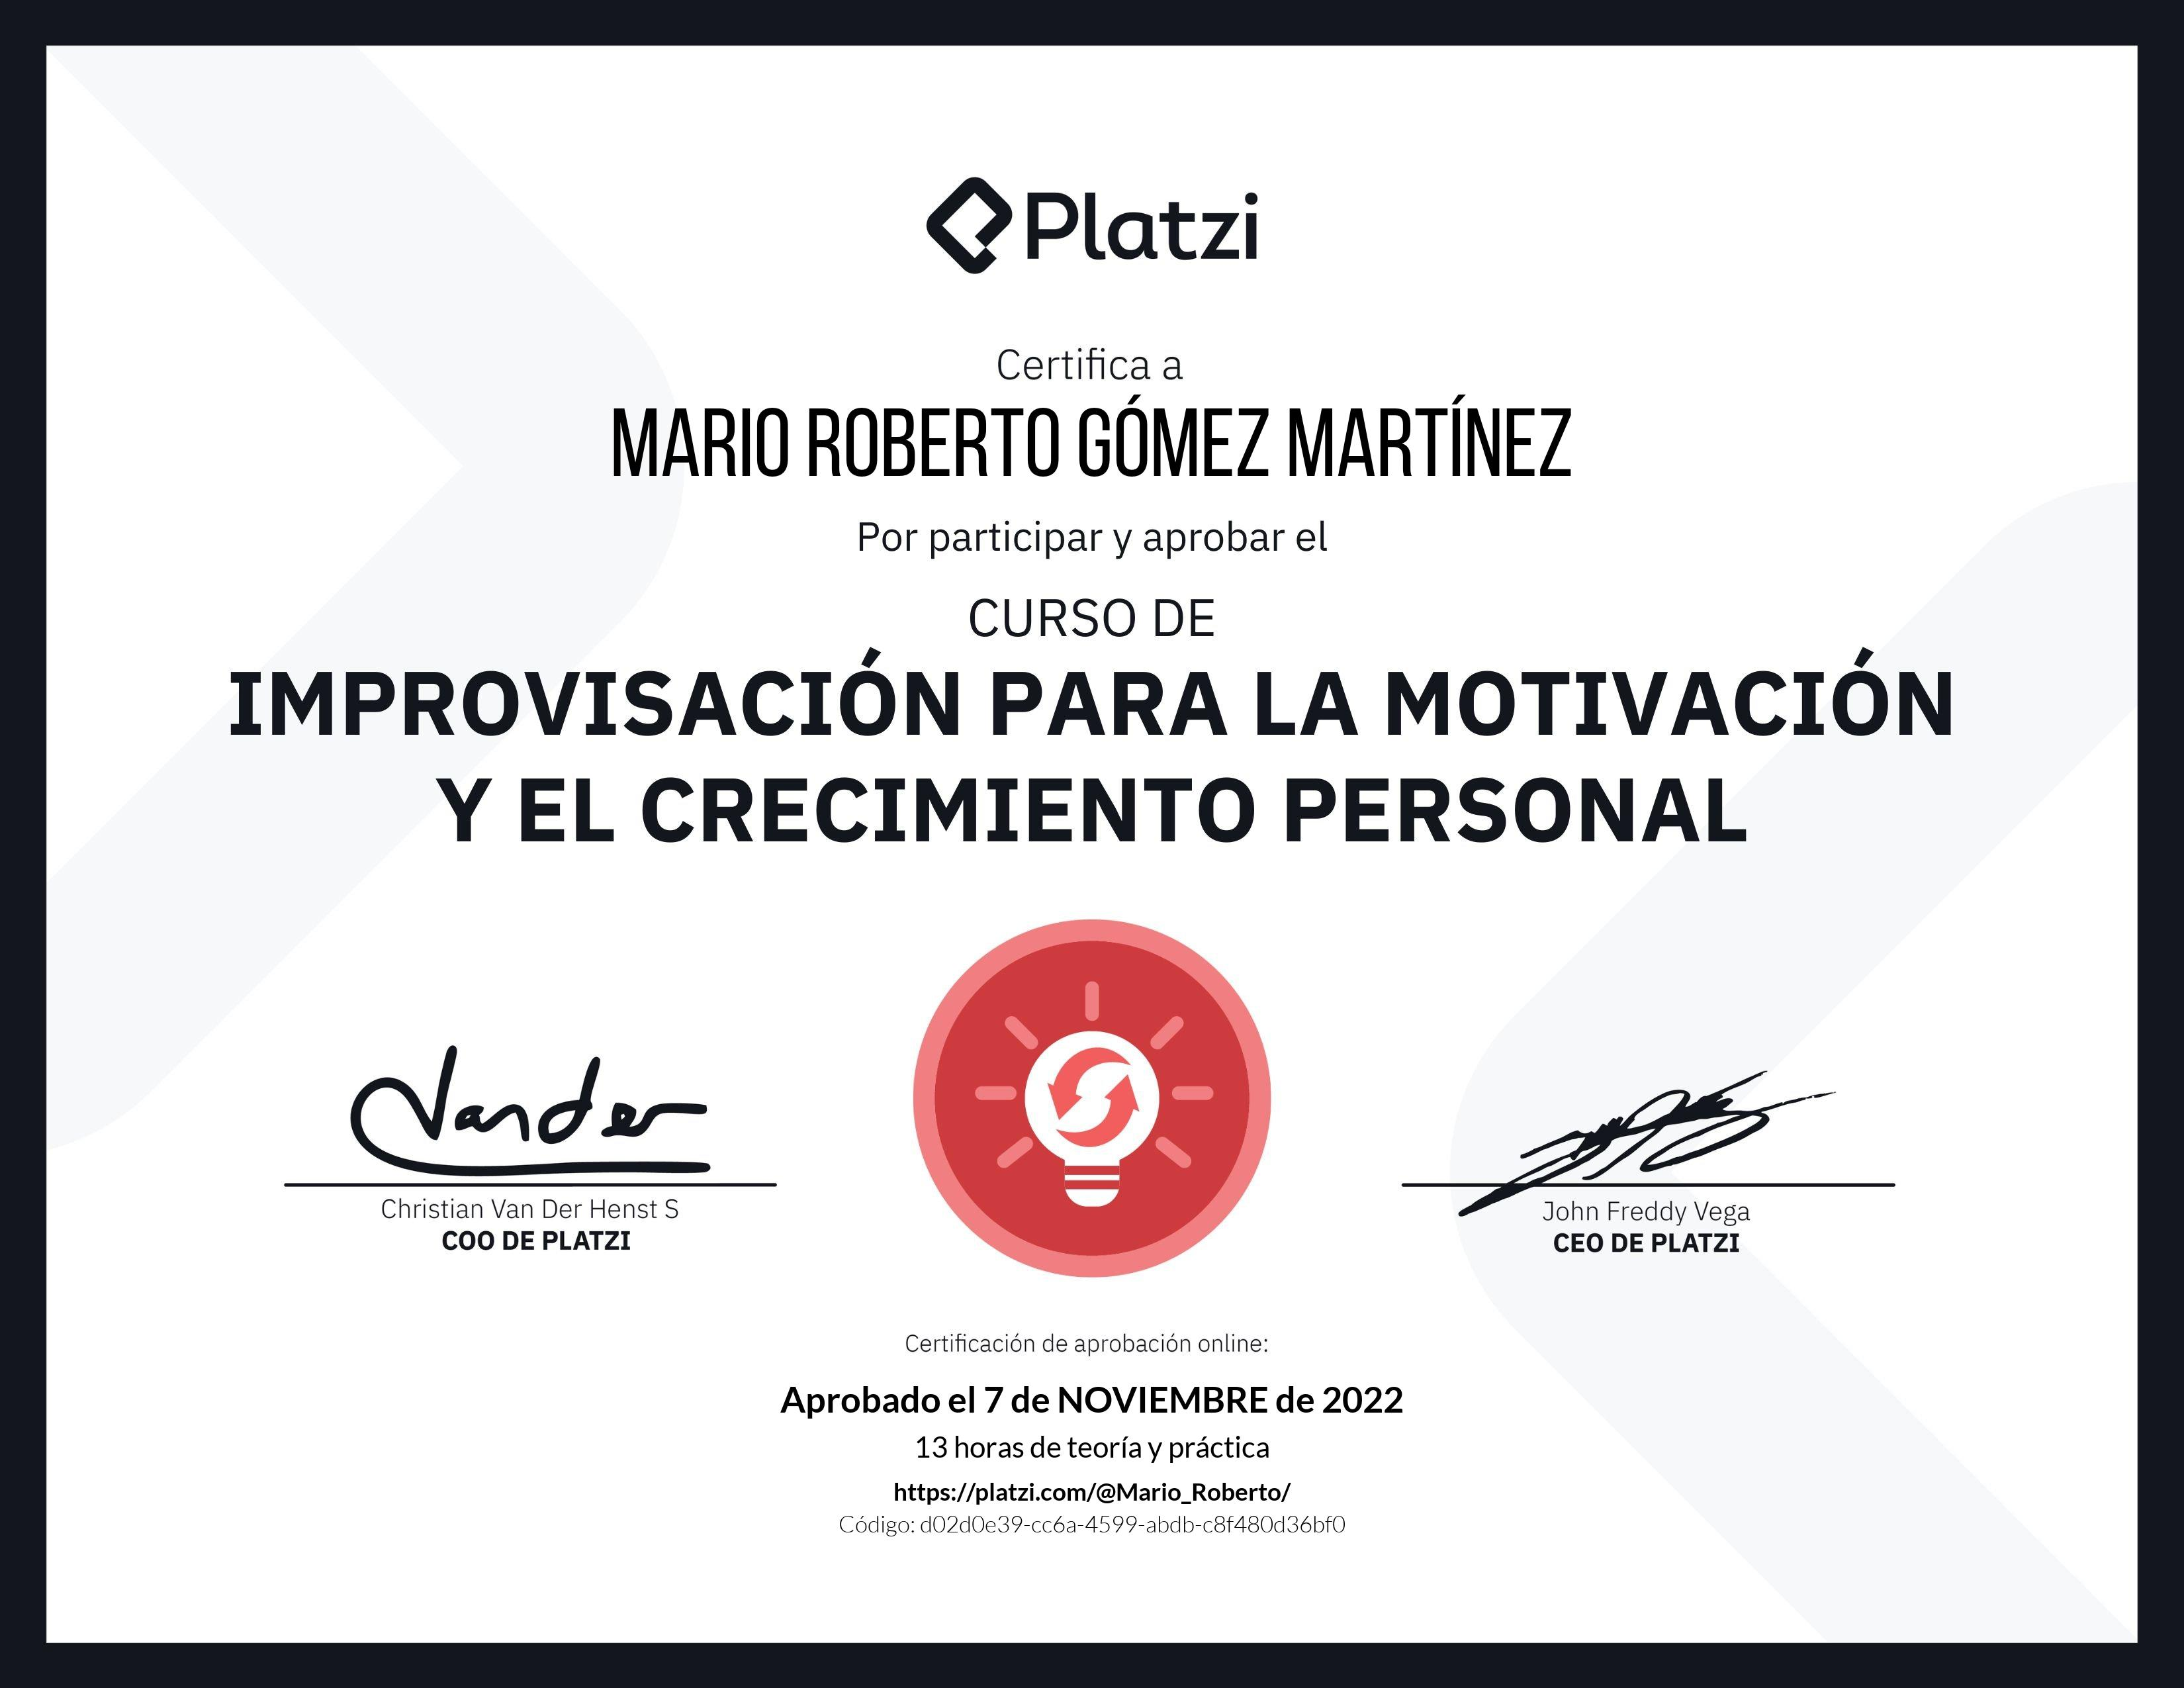 Platzi
Certifica a
MARIO ROBERTO GÓMEZ MARTÍNEZ
Por participar y aprobar el
CURSO DE
IMPROVISACIÓN PARA LA MOTIVACIÓN
Y EL CRECIMIENTO PERSONAL
Vander
Christian Van Der Henst S
COO DE PLATZI
John Freddy Vega
CEO DE PLATZI
Certificación de aprobación online:
Aprobado el 7 de NOVIEMBRE de 2022
13 horas de teoría y práctica
https://platzi.com/@Mario_Roberto/
Código: d02d0e39-cc6a-4599-abdb-c8f480d36bf0